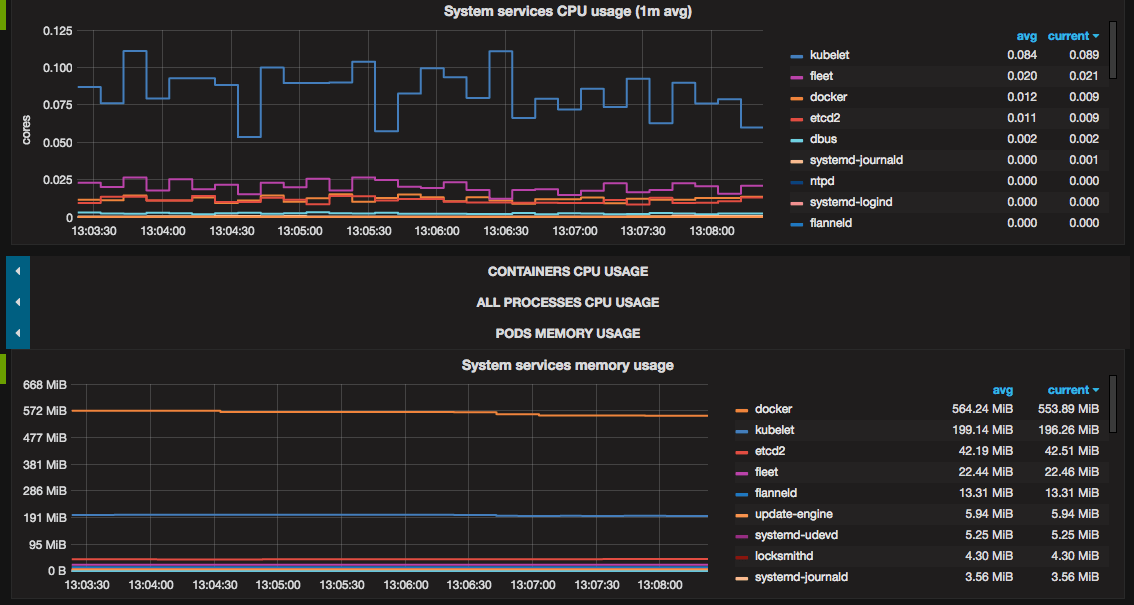 System services CPU usage (1m avg)
0.125
0.100
0.075
0.050
0.025
0
cores
13:03:30 13:04:00 13:04:30 13:05:00 13:05:30 13:06:00 13:06:30 13:07:00 13:07:30 13:08:00
avg current
kubelet 0.084 0.089
fleet 0.020 0.021
docker 0.012 0.009
etcd2 0.011 0.009
dbus 0.002 0.002
systemd-journald 0.000 0.001
ntpd 0.000 0.000
systemd-logind 0.000 0.000
flanneld 0.000 0.000
CONTAINERS CPU USAGE
ALL PROCESSES CPU USAGE
PODS MEMORY USAGE
System services memory usage
668 MiB
572 MiB
477 MiB
381 MiB
286 MiB
191 MiB
95 MiB
0 B
13:03:30 13:04:00 13:04:30 13:05:00 13:05:30 13:06:00 13:06:30 13:07:00 13:07:30 13:08:00
avg current
docker 564.24 MiB 553.89 MiB
kubelet 199.14 MiB 196.26 MiB
etcd2 42.19 MiB 42.51 MiB
fleet 22.44 MiB 22.46 MiB
flanneld 13.31 MiB 13.31 MiB
update-engine 5.94 MiB 5.94 MiB
systemd-udevd 5.25 MiB 5.25 MiB
locksmithd 4.30 MiB 4.30 MiB
systemd-journald 3.56 MiB 3.56 MiB